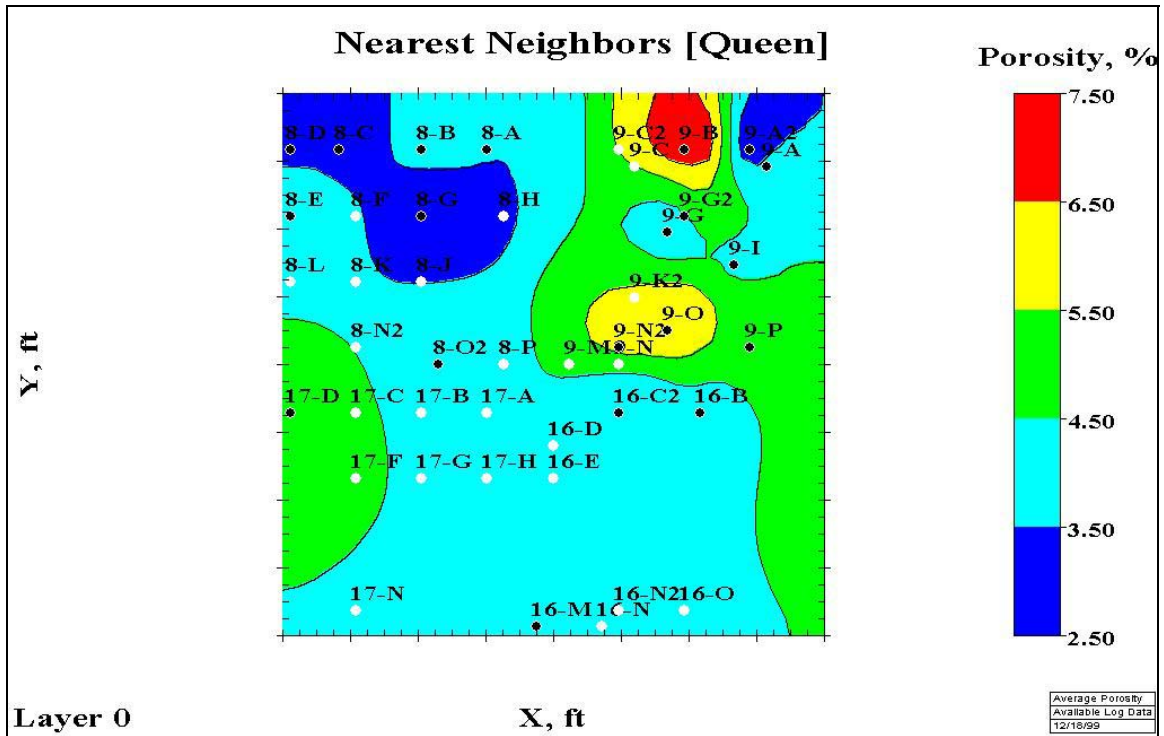 Nearest Neighbors [Queen]
Porosity, %
7.50
8-D 8-C 8-B 8-A 9-C2 9-B 9-A2
9-C 9-A
6.50
8-E 8-F 8-G 8-H 9-G2
9-G
9-I
8-L 8-K 8-J
5.50
9-K2
9-O
8-N2 9-N2 9-P
8-O2 8-P 9-M 9-N
Y, ft
17-D 17-C 17-B 17-A 16-C2 16-B
4.50
16-D
17-F 17-G 17-H 16-E
3.50
17-N 16-N2 16-O
16-M 16-N
2.50
Layer 0
X, ft
Average Porosity
Available Log Data
12/18/99